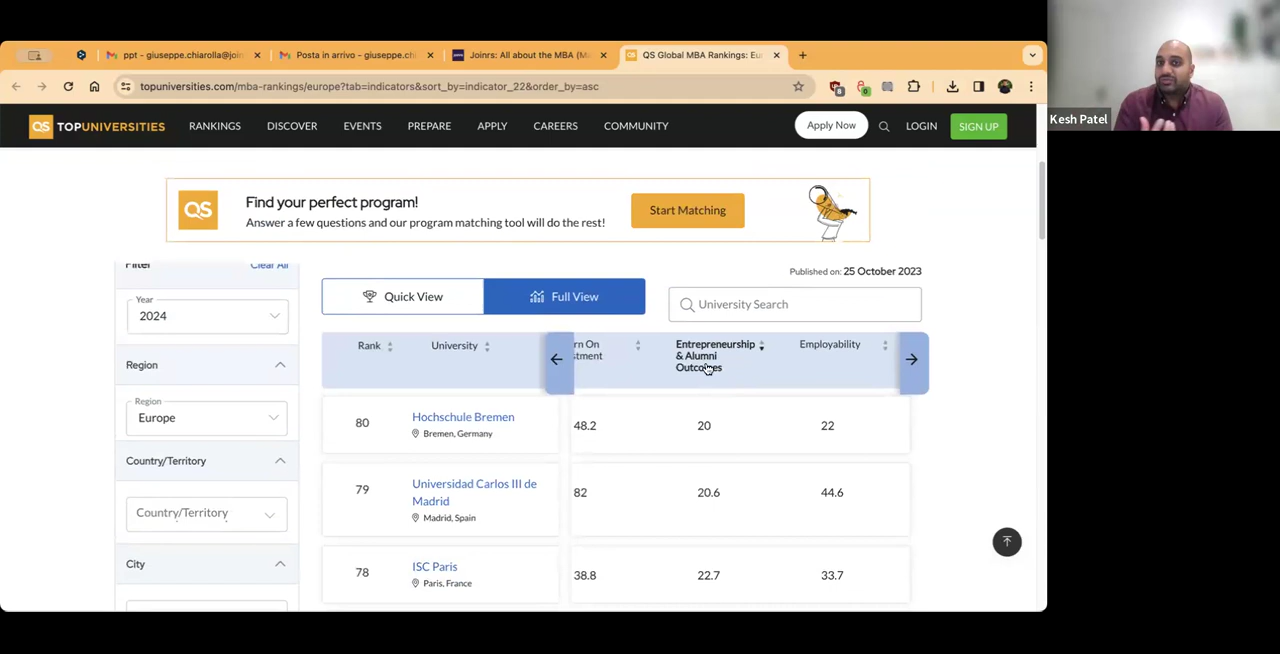 ppt - giuseppe.chiarolla@join
Posta in arrivo - giuseppe.chi
Joinrs: All about the MBA (M
QS Global MBA Rankings: Eu
topuniversities.com/mba-rankings/europe?tab=indicators&sort_by=indicator_22&order_by=asc
QS TOPUNIVERSITIES
RANKINGS
DISCOVER
EVENTS
PREPARE
APPLY
CAREERS
COMMUNITY
Apply Now
LOGIN
SIGN UP
Kesh Patel
QS
Find your perfect program!
Answer a few questions and our program matching tool will do the rest!
Start Matching
Filter
Clear All
Published on: 25 October 2023
Year
2024
Quick View
Full View
University Search
Region
Region
Europe
Country/Territory
Country/Territory
City
Rank
University
rn On
stment
Entrepreneurship
& Alumni
Outcomes
Employability
80
Hochschule Bremen
Bremen, Germany
48.2
20
22
79
Universidad Carlos III de
Madrid
Madrid, Spain
82
20.6
44.6
78
ISC Paris
Paris, France
38.8
22.7
33.7